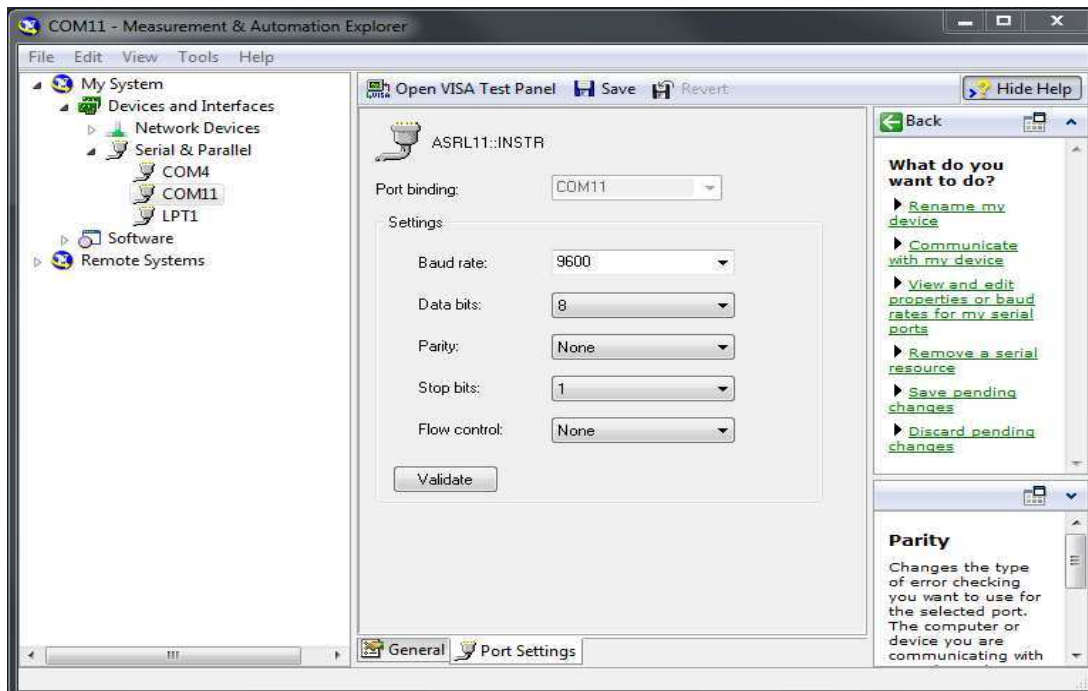 COM11 - Measurement & Automation Explorer
File Edit View Tools Help
My System
Devices and Interfaces
Network Devices
Serial & Parallel
COM4
COM11
LPT1
Software
Remote Systems
Open VISA Test Panel Save Revert
Hide Help
ASRL11::INSTR
Port binding: COM11
Settings
Baud rate: 9600
Data bits: 8
Parity: None
Stop bits: 1
Flow control: None
Validate
General Port Settings
Back
What do you
want to do?
Rename my
device
Communicate
with my device
View and edit
properties or baud
rates for my serial
ports
Remove a serial
resource
Save pending
changes
Discard pending
changes
Parity
Changes the type
of error checking
you want to use for
the selected port.
The computer or
device you are
communicating with